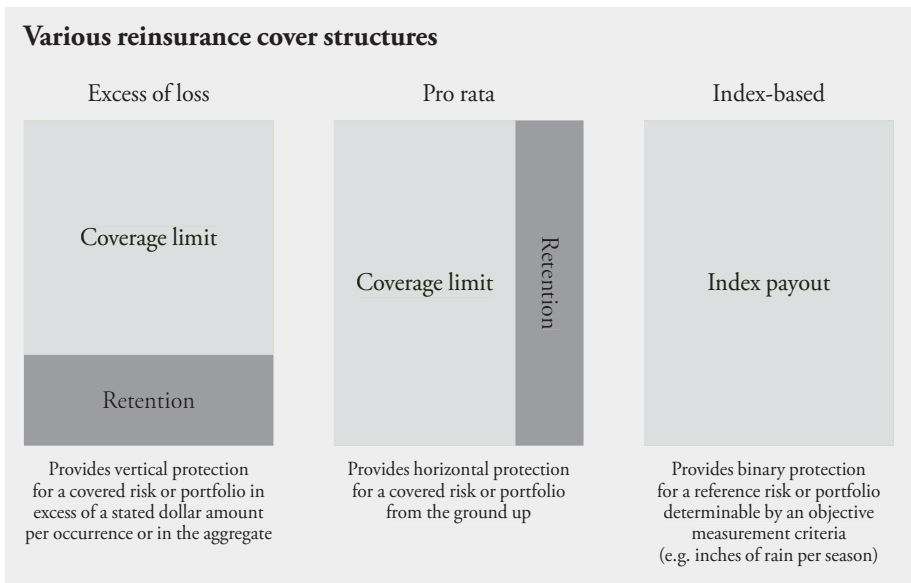 Various reinsurance cover structures
Excess of loss
Coverage limit
Retention
Provides vertical protection
for a covered risk or portfolio in
excess of a stated dollar amount
per occurrence or in the aggregate
Pro rata
Coverage limit
Retention
Provides horizontal protection
for a covered risk or portfolio
from the ground up
Index-based
Index payout
Provides binary protection
for a reference risk or portfolio
determinable by an objective
measurement criteria
(e.g. inches of rain per season)